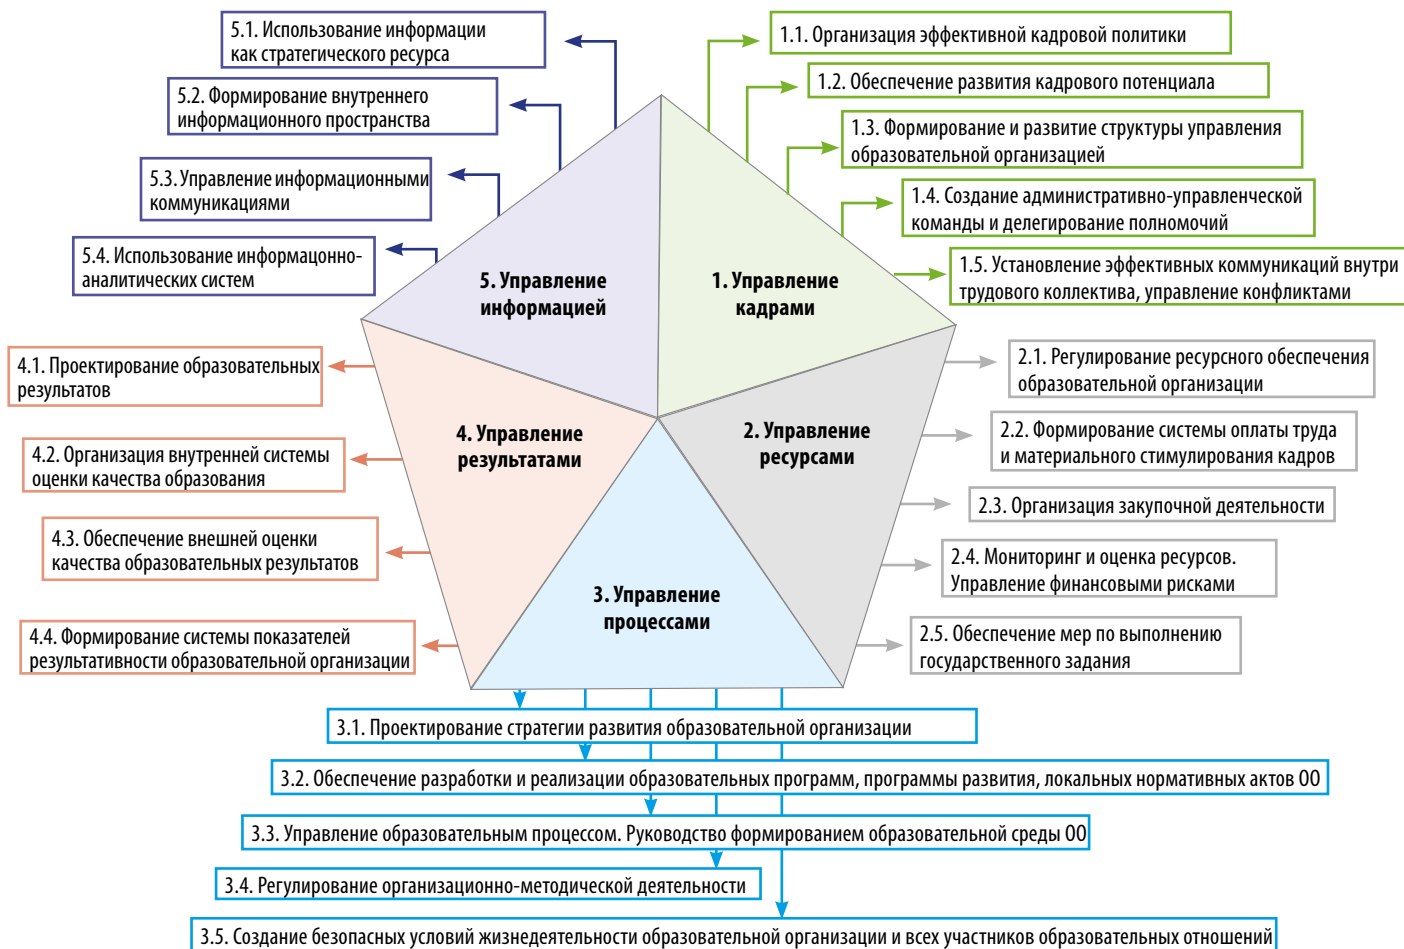 5.1. Использование информации
как стратегического ресурса
5.2. Формирование внутреннего
информационного пространства
5.3. Управление информационными
коммуникациями
5.4. Использование информацонно-
аналитических систем
1.1. Организация эффективной кадровой политики
1.2. Обеспечение развития кадрового потенциала
1.3. Формирование и развитие структуры управления
образовательной организацией
1.4. Создание административно-управленческой
команды и делегирование полномочий
1.5. Установление эффективных коммуникаций внутри
трудового коллектива, управление конфликтами
5. Управление
информацией
1. Управление
кадрами
4. Управление
результатами
2. Управление
ресурсами
3. Управление
процессами
4.1. Проектирование образовательных
результатов
4.2. Организация внутренней системы
оценки качества образования
4.3. Обеспечение внешней оценки
качества образовательных результатов
4.4. Формирование системы показателей
результативности образовательной организации
2.1. Регулирование ресурсного обеспечения
образовательной организации
2.2. Формирование системы оплаты труда
и материального стимулирования кадров
2.3. Организация закупочной деятельности
2.4. Мониторинг и оценка ресурсов.
Управление финансовыми рисками
2.5. Обеспечение мер по выполнению
государственного задания
3.1. Проектирование стратегии развития образовательной организации
3.2. Обеспечение разработки и реализации образовательных программ, программы развития, локальных нормативных актов ОО
3.3. Управление образовательным процессом. Руководство формированием образовательной среды ОО
3.4. Регулирование организационно-методической деятельности
3.5. Создание безопасных условий жизнедеятельности образовательной организации и всех участников образовательных отношений